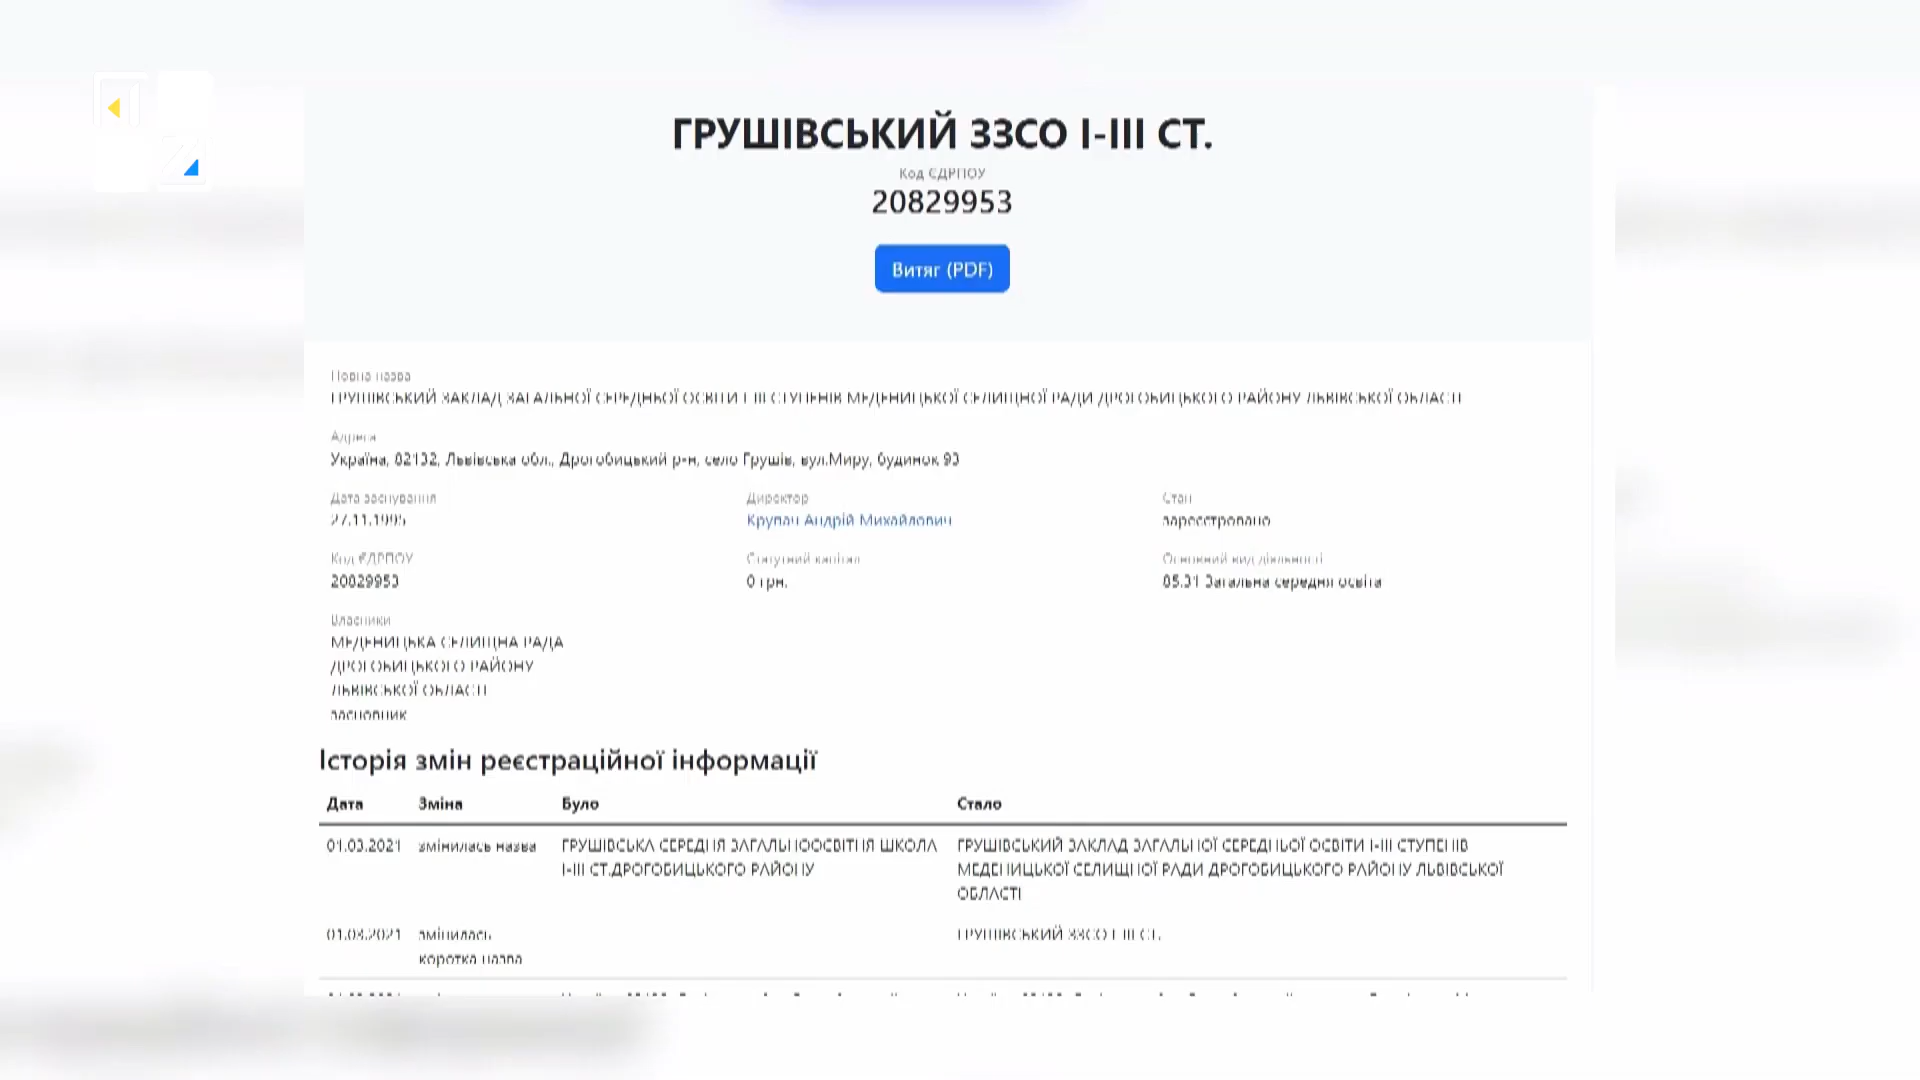 ГРУШІВСЬКИЙ ЗЗСО І-ІІІ СТ.
Код ЄДРПОУ
20829953
Витяг (PDF)
Повна назва
ГРУШІВСЬКИЙ ЗАКЛАД ЗАГАЛЬНОЇ СЕРЕДНЬОЇ ОСВІТИ І-ІІІ СТУПЕНІВ МЕДЕНИЦЬКОЇ СЕЛИЩНОЇ РАДИ ДРОГОБИЦЬКОГО РАЙОНУ ЛЬВІВСЬКОЇ ОБЛАСТІ
Адреса
Україна, 82132, Львівська обл., Дрогобицький р-н, село Грушів, вул.Миру, будинок 93
Дата заснування Директор Стан
27.11.1995 Крупач Андрій Михайлович зареєстровано
Код ЄДРПОУ Статутний капітал Основний вид діяльності
20829953 0 грн. 85.31 Загальна середня освіта
Власники
МЕДЕНИЦЬКА СЕЛИЩНА РАДА
ДРОГОБИЦЬКОГО РАЙОНУ
ЛЬВІВСЬКОЇ ОБЛАСТІ
засновник
Історія змін реєстраційної інформації
Дата Зміна Було Стало
01.03.2021 змінилась назва ГРУШІВСЬКА СЕРЕДНЯ ЗАГАЛЬНООСВІТНЯ ШКОЛА ГРУШІВСЬКИЙ ЗАКЛАД ЗАГАЛЬНОЇ СЕРЕДНЬОЇ ОСВІТИ І-ІІІ СТУПЕНІВ
І-ІІІ СТ.ДРОГОБИЦЬКОГО РАЙОНУ МЕДЕНИЦЬКОЇ СЕЛИЩНОЇ РАДИ ДРОГОБИЦЬКОГО РАЙОНУ ЛЬВІВСЬКОЇ
ОБЛАСТІ
01.03.2021 змінилась ГРУШІВСЬКИЙ ЗЗСО І-ІІІ СТ.
коротка назва